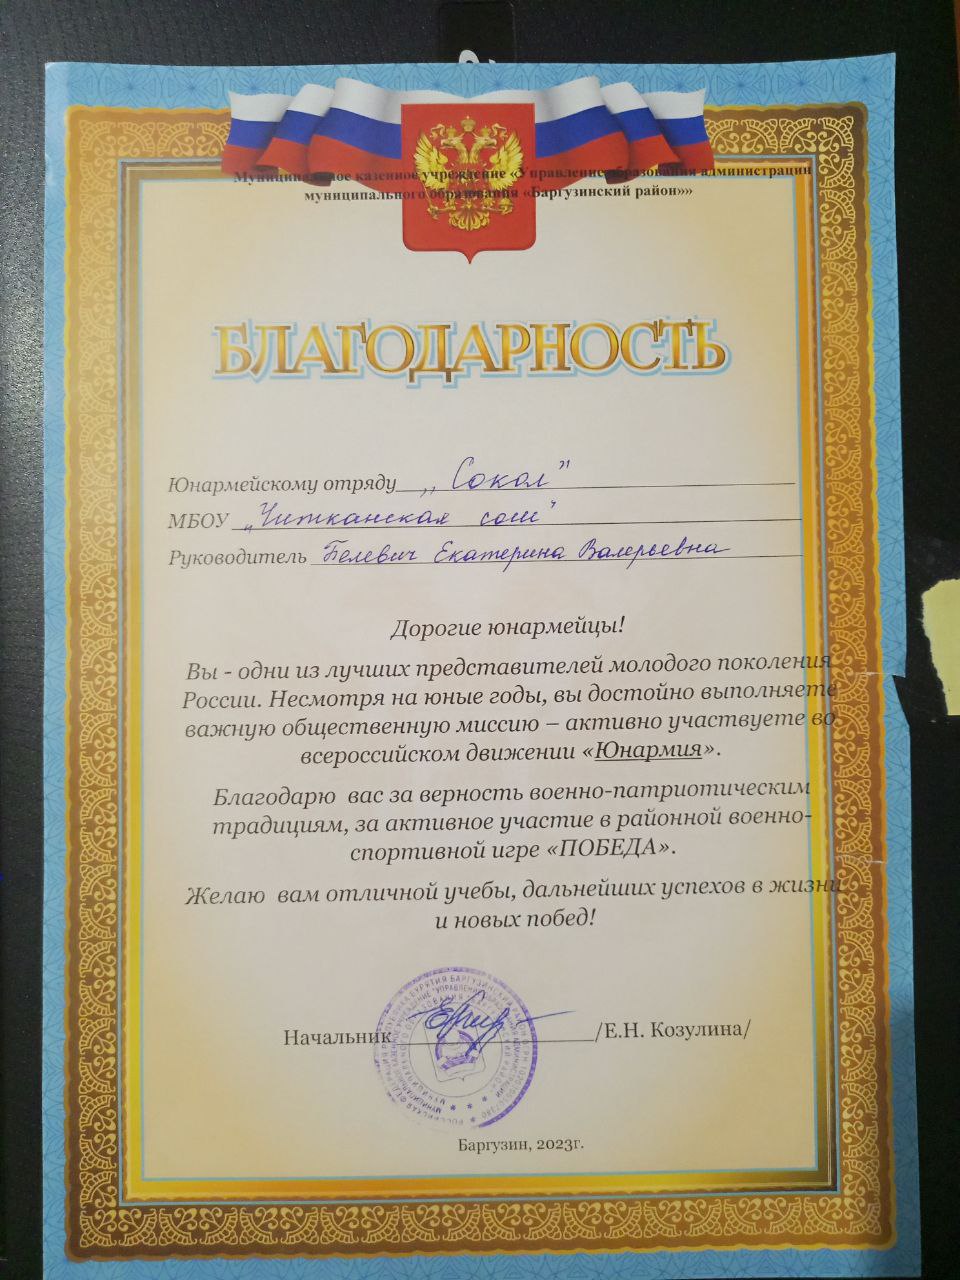 Муниципальное казенное учреждение «Управление образования администрации
муниципального образования «Баргузинский район»»
БЛАГОДАРНОСТЬ
Юнармейскому отряду ,,Сокол"
МБОУ „Читканская сош"
Руководитель Белевич Екатерина Валерьевна
Дорогие юнармейцы!
Вы - одни из лучших представителей молодого поколения
России. Несмотря на юные годы, вы достойно выполняете
важную общественную миссию – активно участвуете во
всероссийском движении «Юнармия».
Благодарю вас за верность военно-патриотическим
традициям, за активное участие в районной военно-
спортивной игре «ПОБЕДА».
Желаю вам отличной учебы, дальнейших успехов в жизни
и новых побед!
Начальник /Е.Н. Козулина/
Баргузин, 2023г.